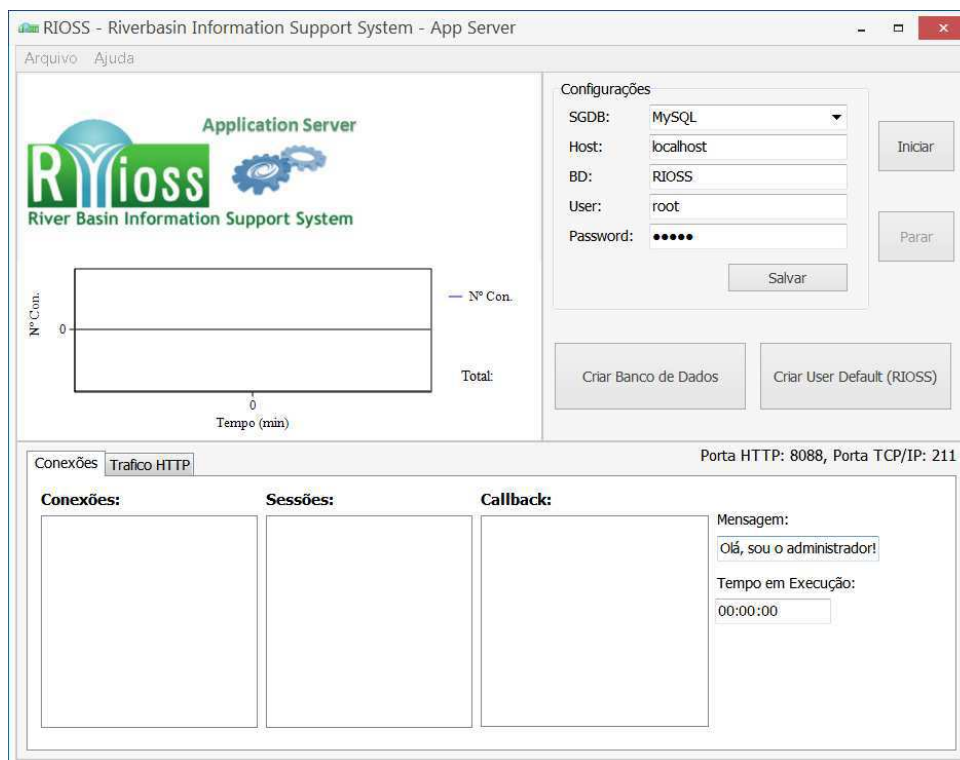 RIOSS - Riverbasin Information Support System - App Server
Arquivo Ajuda
Application Server
RIOSS
River Basin Information Support System
Nº Con.
0
0
Tempo (min)
Nº Con.
Total:
Configurações
SGDB: MySQL
Host: localhost
BD: RIOSS
User: root
Password: •••••
Salvar
Iniciar
Parar
Criar Banco de Dados
Criar User Default (RIOSS)
Porta HTTP: 8088, Porta TCP/IP: 211
Conexões Trafico HTTP
Conexões: Sessões: Callback:
Mensagem:
Olá, sou o administrador!
Tempo em Execução:
00:00:00